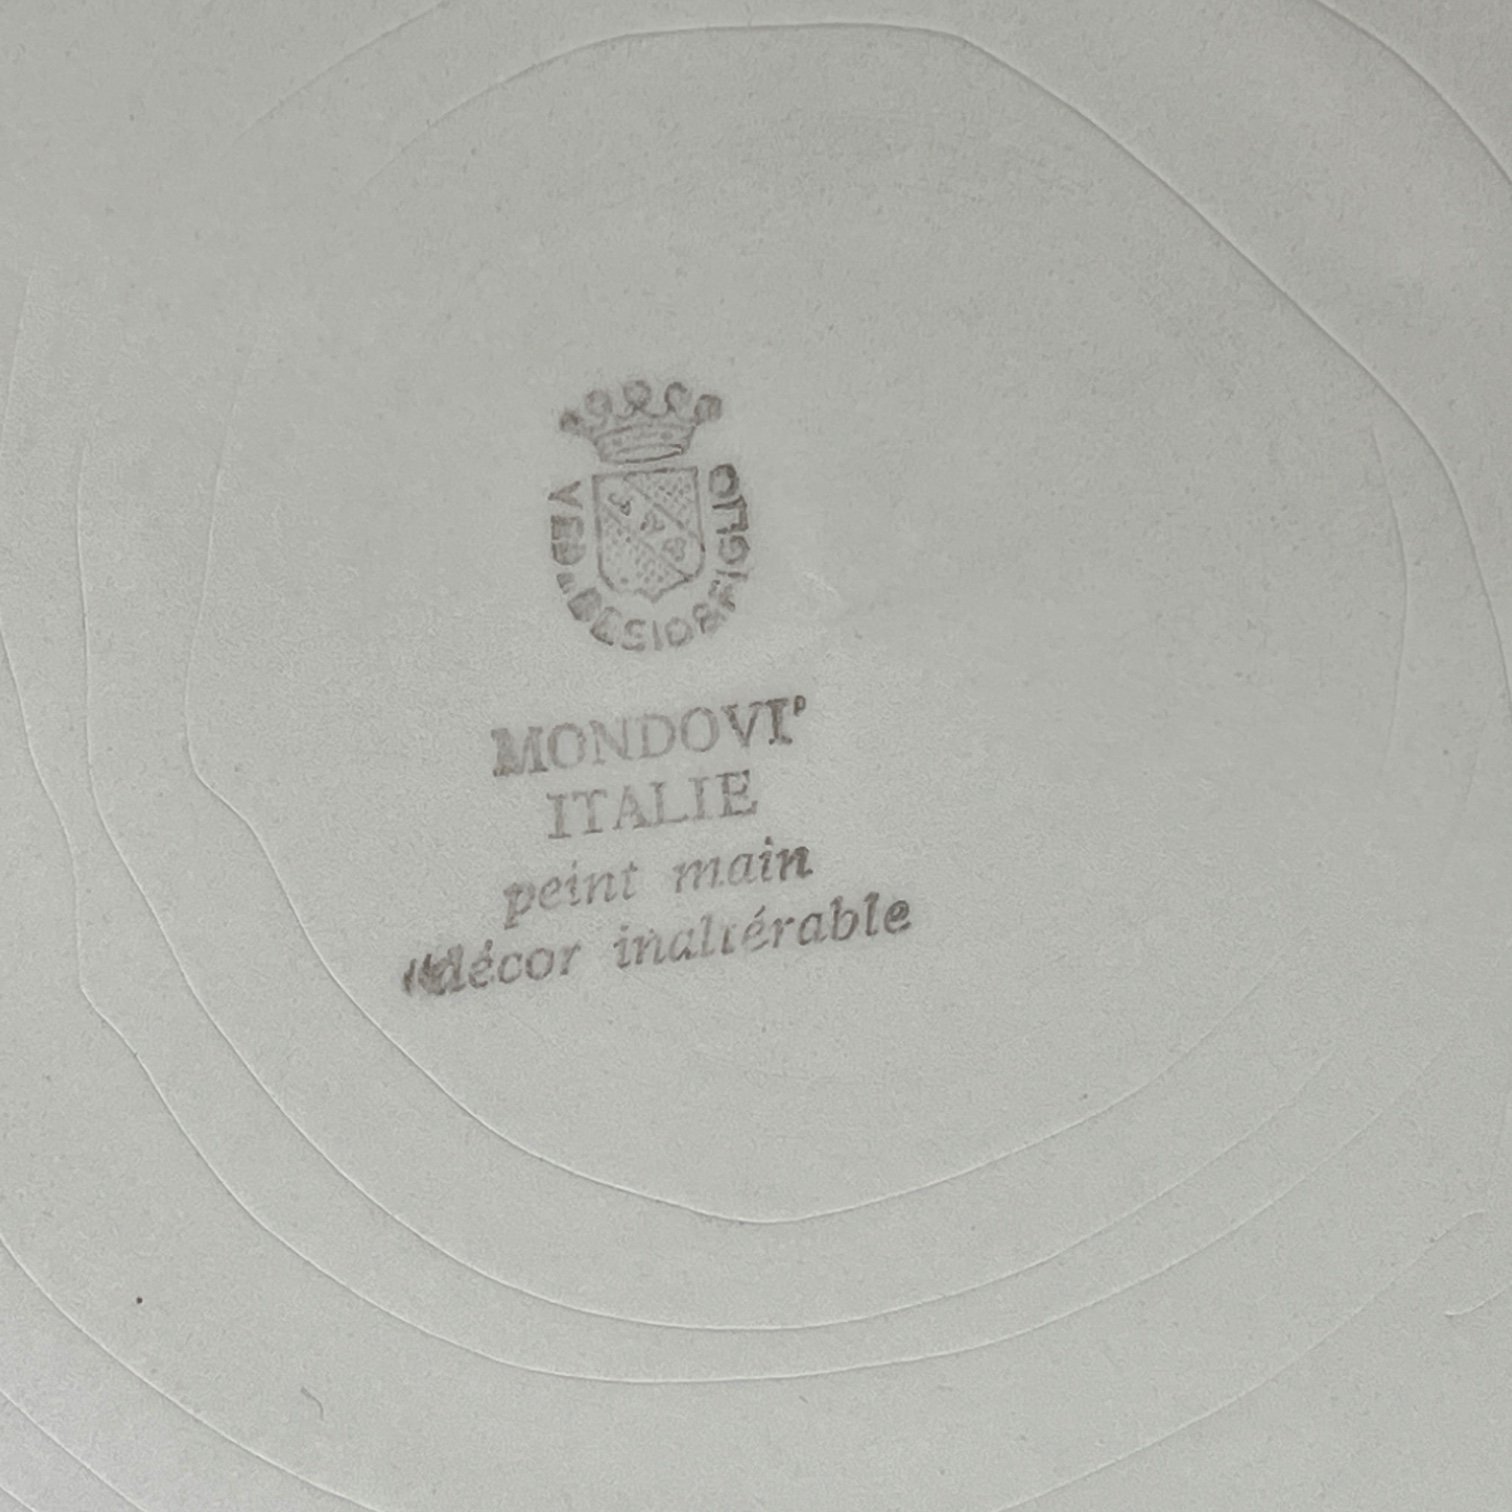 VED. BESIO & FIGLIO
MONDOVI'
ITALIE
peint main
décor inaltérable